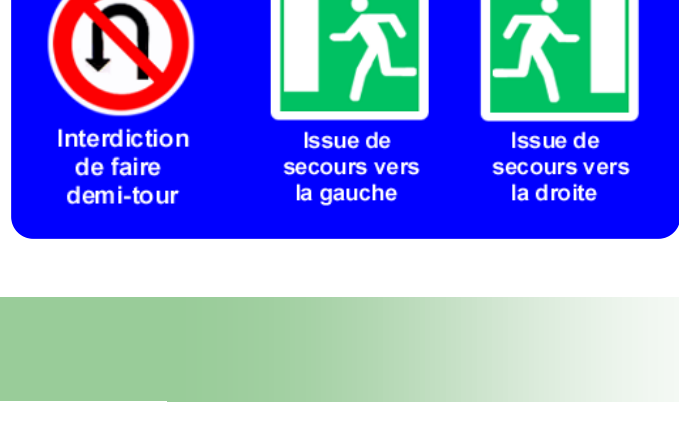 Interdiction
de faire
demi-tour
Issue de
secours vers
la gauche
Issue de
secours vers
la droite